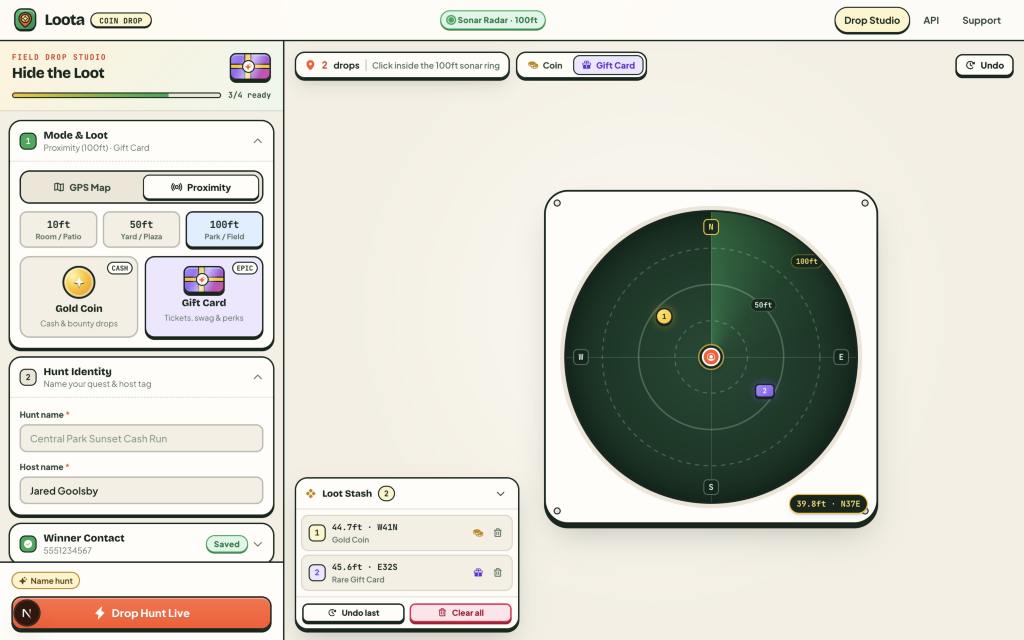 Loota COIN DROP
Sonar Radar · 100ft
Drop Studio API Support
FIELD DROP STUDIO
Hide the Loot
3/4 ready
1 Mode & Loot
Proximity (100ft) · Gift Card
GPS Map Proximity
10ft 50ft 100ft
Room / Patio Yard / Plaza Park / Field
CASH EPIC
Gold Coin Gift Card
Cash & bounty drops Tickets, swag & perks
2 Hunt Identity
Name your quest & host tag
Hunt name *
Central Park Sunset Cash Run
Host name *
Jared Goolsby
Winner Contact
5551234567
Saved
Name hunt
N Drop Hunt Live
2 drops Click inside the 100ft sonar ring
Coin Gift Card
Undo
N
100ft
50ft
1
W E
2
S
39.8ft · N37E
Loot Stash 2
1 44.7ft · W41N
Gold Coin
2 45.6ft · E32S
Rare Gift Card
Undo last Clear all